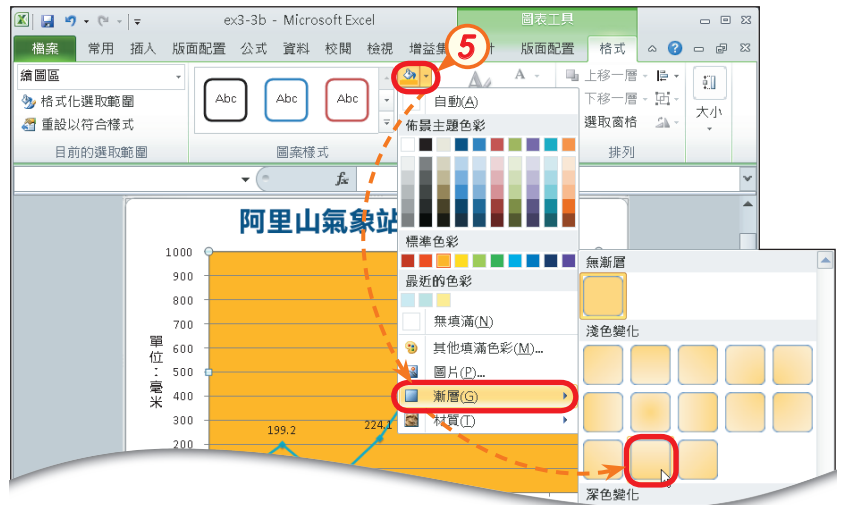 ex3-3b - Microsoft Excel
圖表工具
5
檔案 常用 插入 版面配置 公式 資料 校閱 檢視 增益集 版面配置 格式
繪圖區
格式化選取範圍
重設以符合樣式
目前的選取範圍
Abc Abc Abc
圖案樣式
A A
上移一層
下移一層
選取窗格
排列
大小
fx
自動(A)
佈景主題色彩
標準色彩
最近的色彩
無填滿(N)
其他填滿色彩(M)...
圖片(P)...
漸層(G)
材質(T)
無漸層
淺色變化
深色變化
阿里山氣象站
單位：毫米
1000
900
800
700
600
500
400
300
200
199.2
224.1